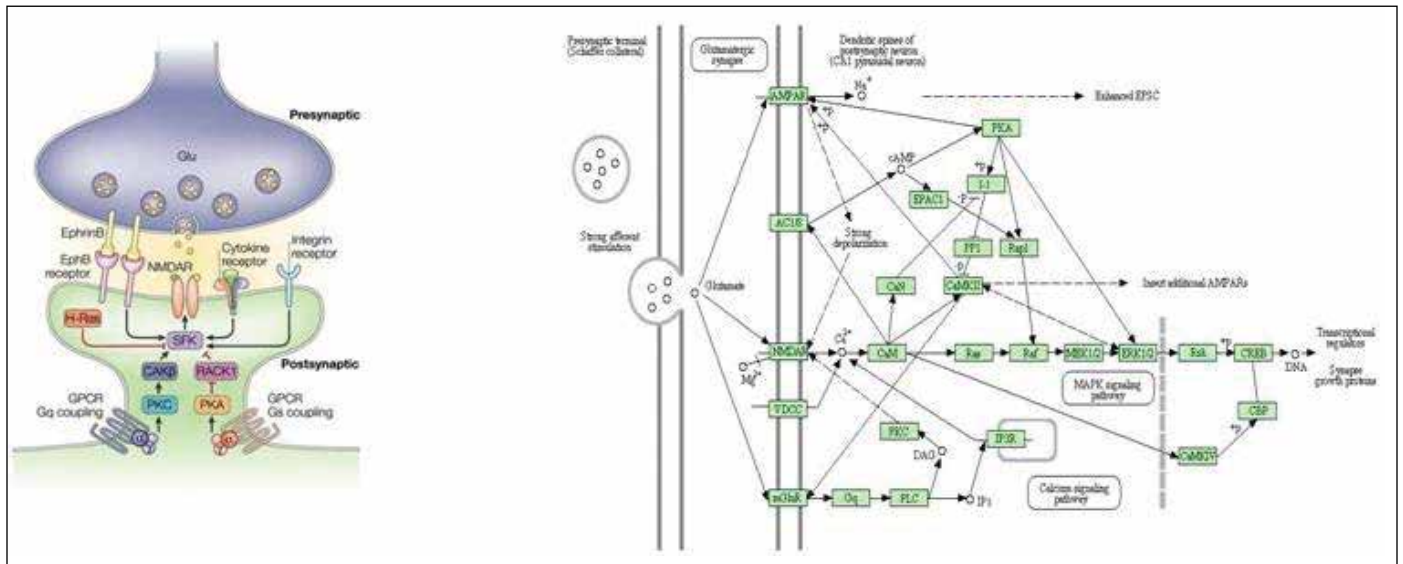 Presynaptic
Glu
EphrinB
EphB
receptor
NMDAR
Cytokine
receptor
Integrin
receptor
H-Ras
SFK
Postsynaptic
CAKβ
RACK1
PKC
PKA
GPCR
Gq coupling
GPCR
Gs coupling
Presynaptic terminal
(Schaffer collateral)
Glutamatergic
synapse
Dendritic spines of
postsynaptic neuron
(CA1 pyramidal neuron)
AMPAR
Na+
Enhanced EPSC
+p
+p
PKA
cAMP
+p
I-1
-p
EPAC1
AC1/8
Strong afferent
stimulation
Strong
depolarization
PP1
Rap1
-p
CaN
CaMKII
Insert additional AMPARs
Glutamate
NMDAR
Ca2+
CaM
Ras
Raf
MEK1/2
ERK1/2
Rsk
+p
CREB
DNA
Transcriptional
regulators
Synapse
growth proteins
Mg2+
MAPK signaling
pathway
VDCC
CBP
PKC
IP3R
+p
DAG
CaMKIV
Calcium signaling
pathway
mGluR
Gq
PLC
IP3